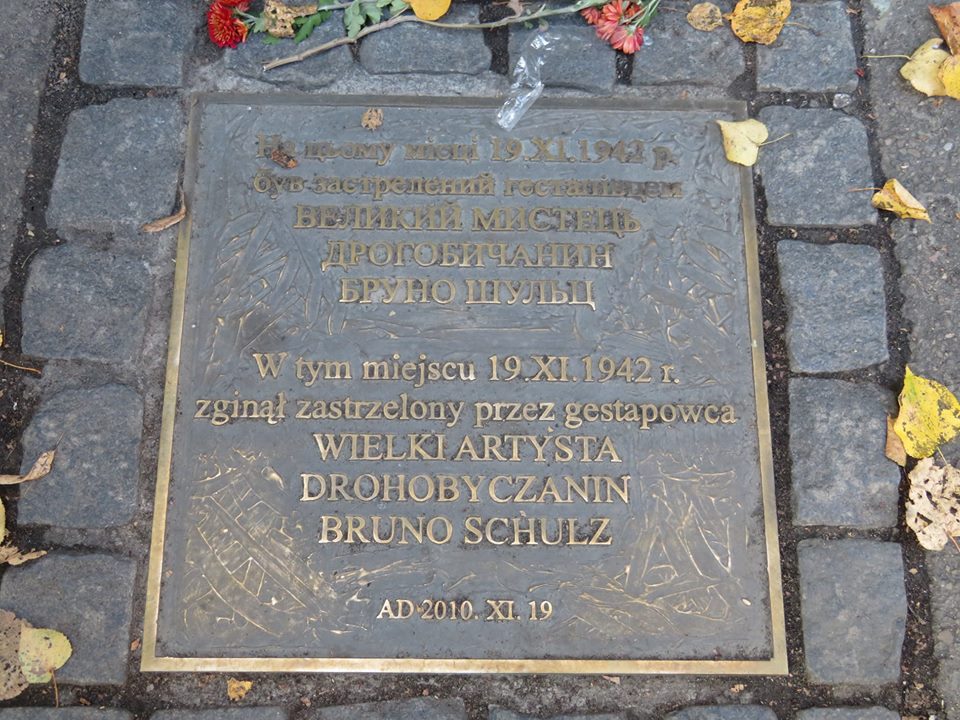 На цьому місці 19.XI.1942 р.
був застрелений гестапівцем
ВЕЛИКИЙ МИСТЕЦЬ
ДРОГОБИЧАНИН
БРУНО ШУЛЬЦ
W tym miejscu 19.XI.1942 r.
zginął zastrzelony przez gestapowca
WIELKI ARTYSTA
DROHOBYCZANIN
BRUNO SCHULZ
AD 2010. XI. 19